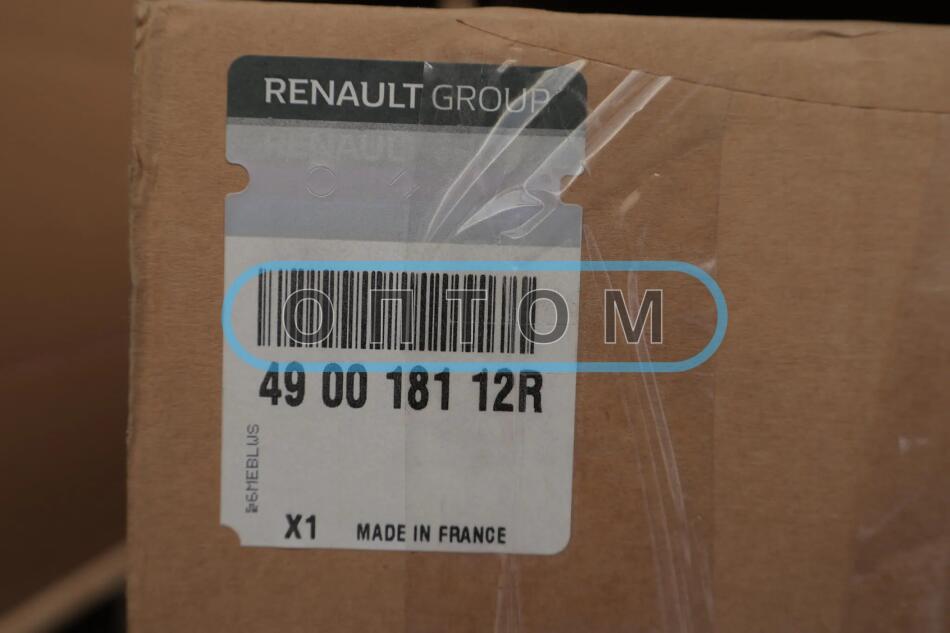 RENAULT GROUP
ОПТОМ
49 00 181 12R
X1 MADE IN FRANCE